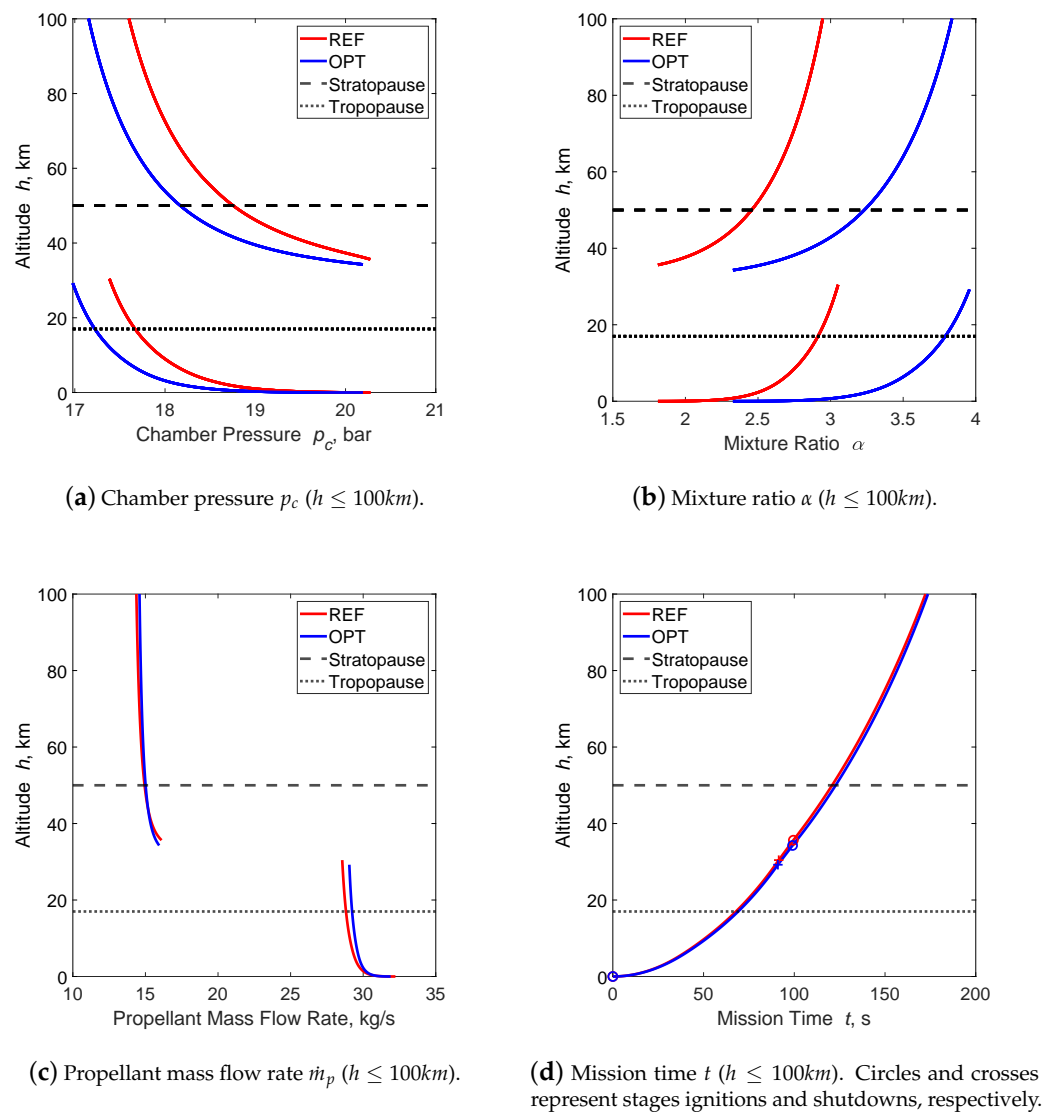 100
80
60
40
20
0
Altitude h, km
REF
OPT
Stratopause
Tropopause
17 18 19 20 21
Chamber Pressure p_c, bar
(a) Chamber pressure p_c (h ≤ 100km).
100
80
60
40
20
0
Altitude h, km
REF
OPT
Stratopause
Tropopause
1.5 2 2.5 3 3.5 4
Mixture Ratio α
(b) Mixture ratio α (h ≤ 100km).
100
80
60
40
20
0
Altitude h, km
REF
OPT
Stratopause
Tropopause
10 15 20 25 30 35
Propellant Mass Flow Rate, kg/s
(c) Propellant mass flow rate ṁ_p (h ≤ 100km).
100
80
60
40
20
0
Altitude h, km
REF
OPT
Stratopause
Tropopause
0 50 100 150 200
Mission Time t, s
(d) Mission time t (h ≤ 100km). Circles and crosses
represent stages ignitions and shutdowns, respectively.